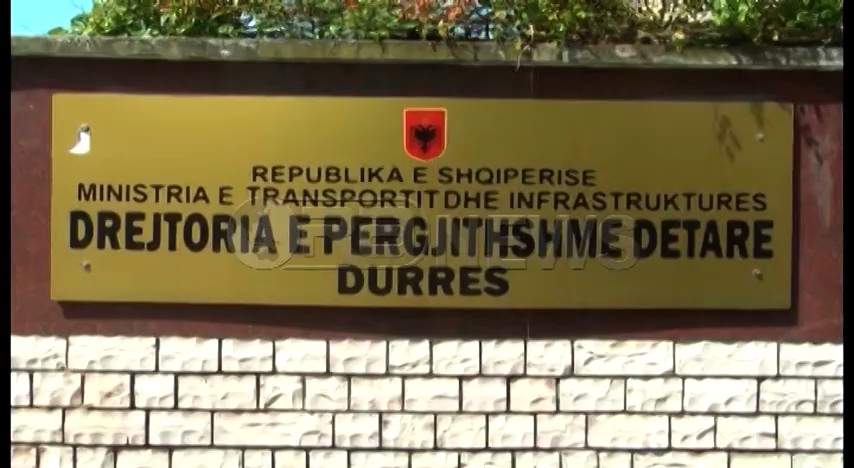 REPUBLIKA E SHQIPERISE
MINISTRIA E TRANSPORTIT DHE INFRASTRUKTURES
DREJTORIA E PERGJITHSHME DETARE
DURRES